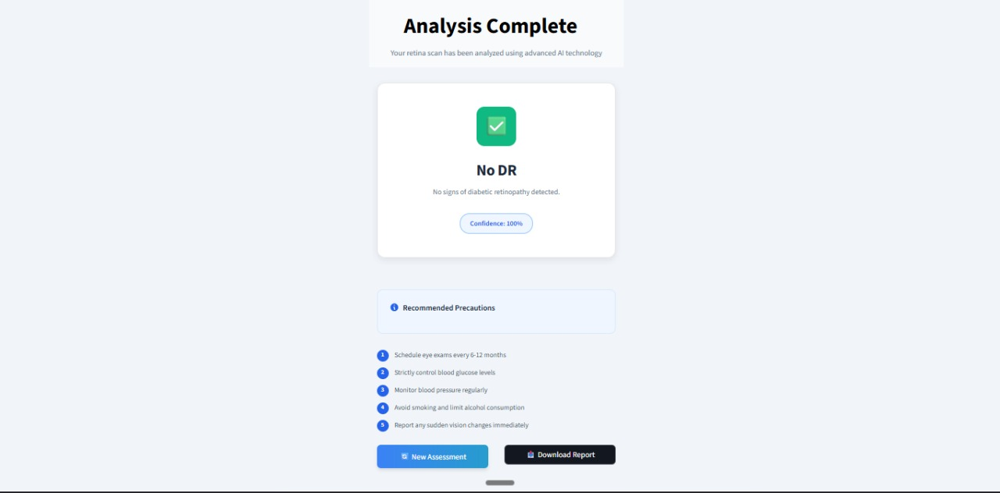 Analysis Complete
Your retina scan has been analyzed using advanced AI technology
No DR
No signs of diabetic retinopathy detected.
Confidence: 100%
Recommended Precautions
1 Schedule eye exams every 6-12 months
2 Strictly control blood glucose levels
3 Monitor blood pressure regularly
4 Avoid smoking and limit alcohol consumption
5 Report any sudden vision changes immediately
New Assessment
Download Report